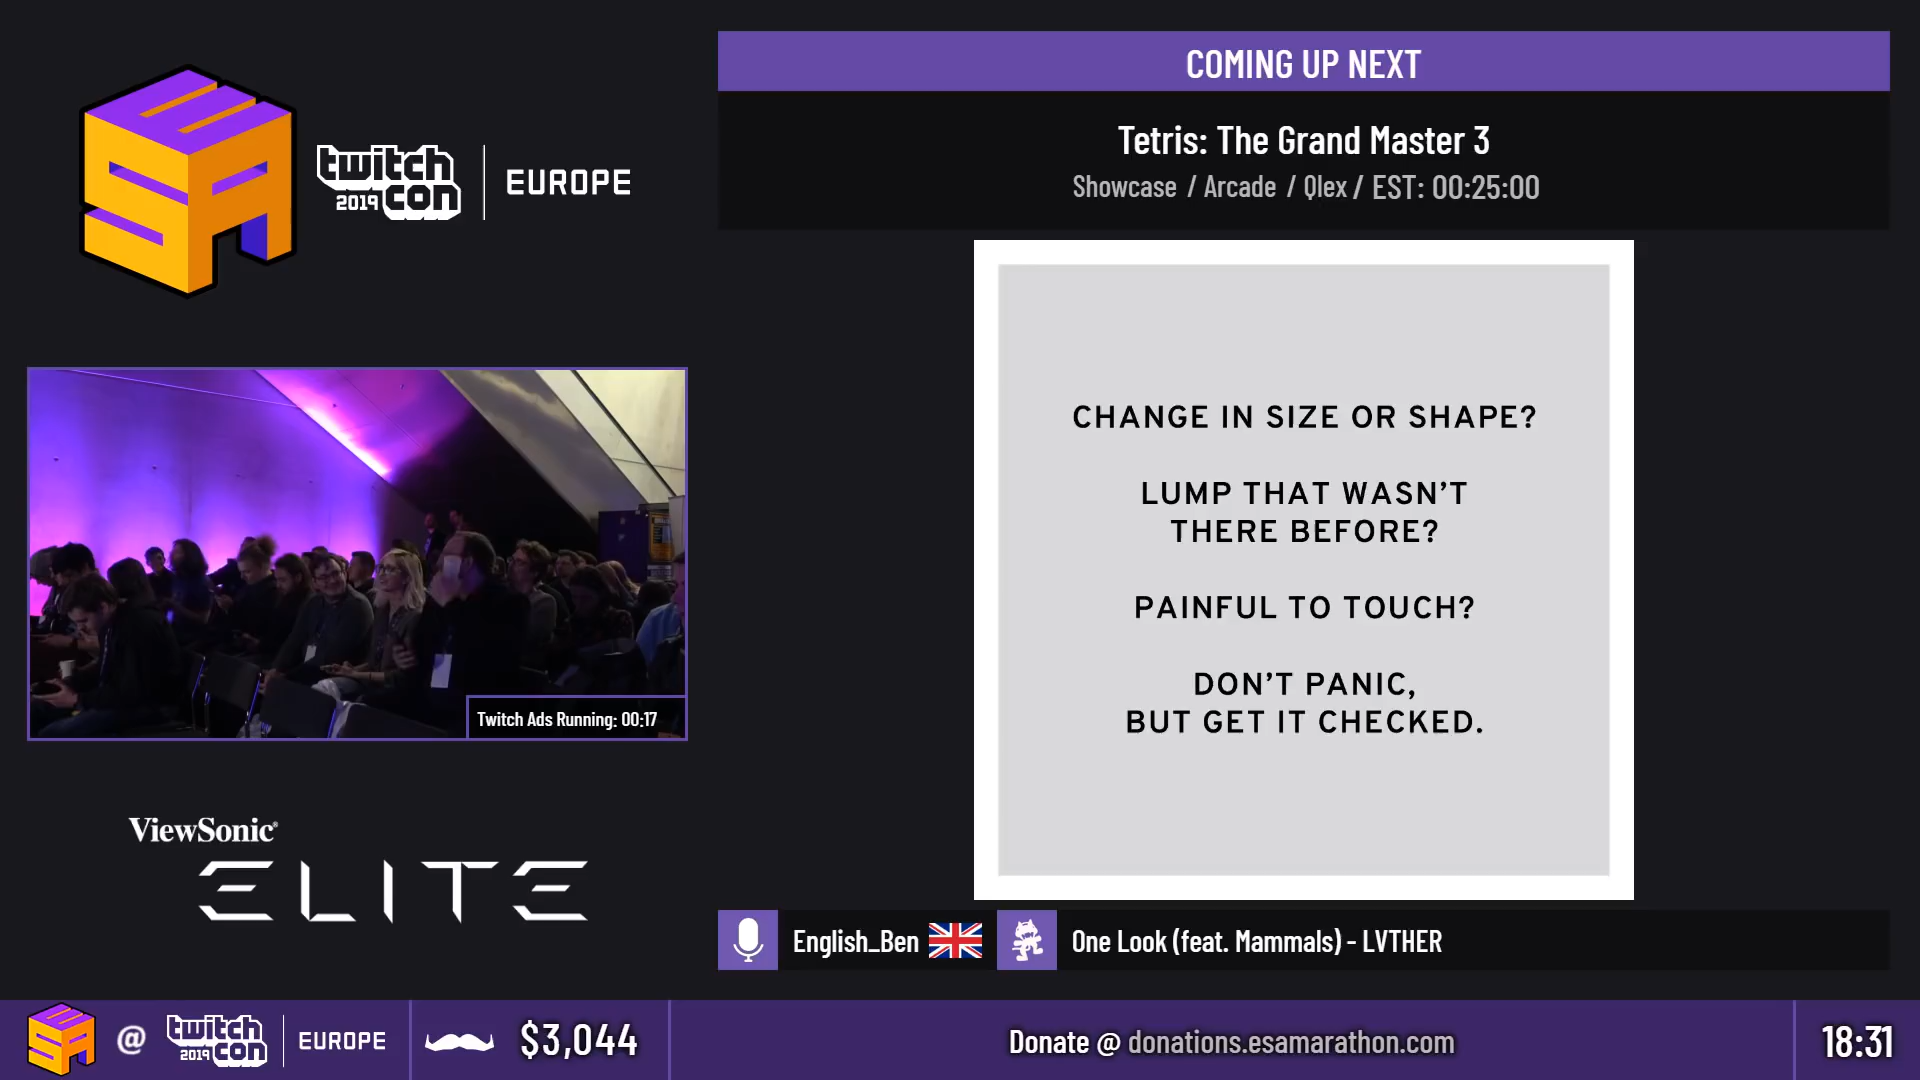 COMING UP NEXT
Tetris: The Grand Master 3
Showcase / Arcade / Qlex / EST: 00:25:00
ESA
twitch
2019 con
EUROPE
CHANGE IN SIZE OR SHAPE?
LUMP THAT WASN'T
THERE BEFORE?
PAINFUL TO TOUCH?
DON'T PANIC,
BUT GET IT CHECKED.
Twitch Ads Running: 00:17
ViewSonic®
ELITE
English_Ben
One Look (feat. Mammals) - LVTHER
ESA @ twitch
2019 con
EUROPE
$3,044
Donate @ donations.esamarathon.com
18:31